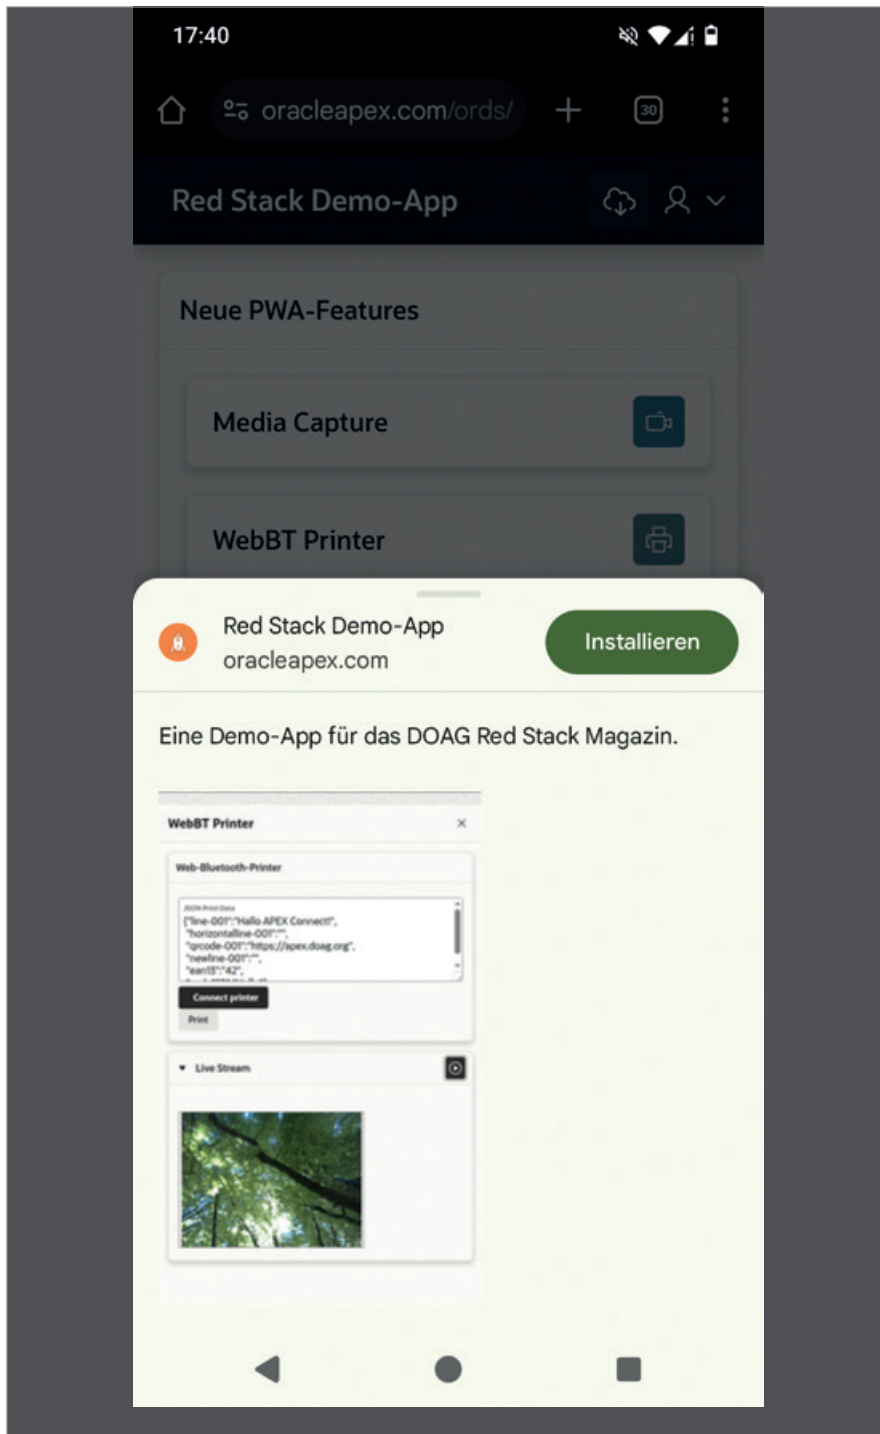 17:40
30
oracleapex.com/ords/
Red Stack Demo-App
Neue PWA-Features
Media Capture
WebBT Printer
Red Stack Demo-App
oracleapex.com
Installieren
Eine Demo-App für das DOAG Red Stack Magazin.
WebBT Printer
Web-Bluetooth-Printer
JSON Print Data
{"line-001":"Hallo APEX Connect!",
"horizontalline-001":"",
"qrcode-001":"https://apex.doag.org",
"newline-001":"",
"ean13":"42",
Connect printer
Print
Live Stream